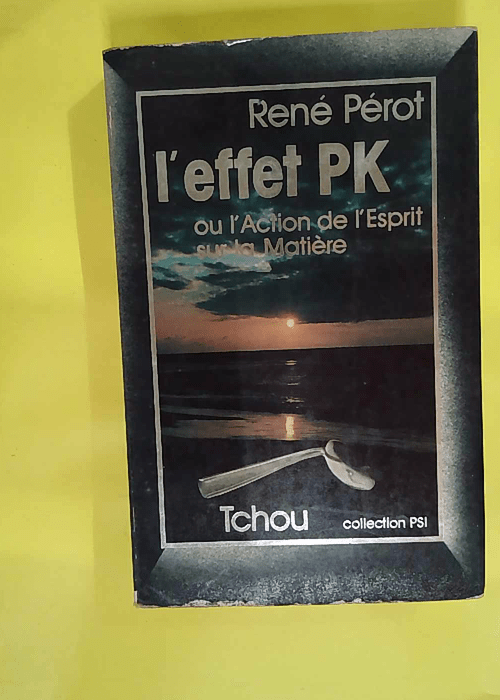 René Pérot
l'effet PK
ou l'Action de l'Esprit
sur la Matière
Tchou
collection PSI